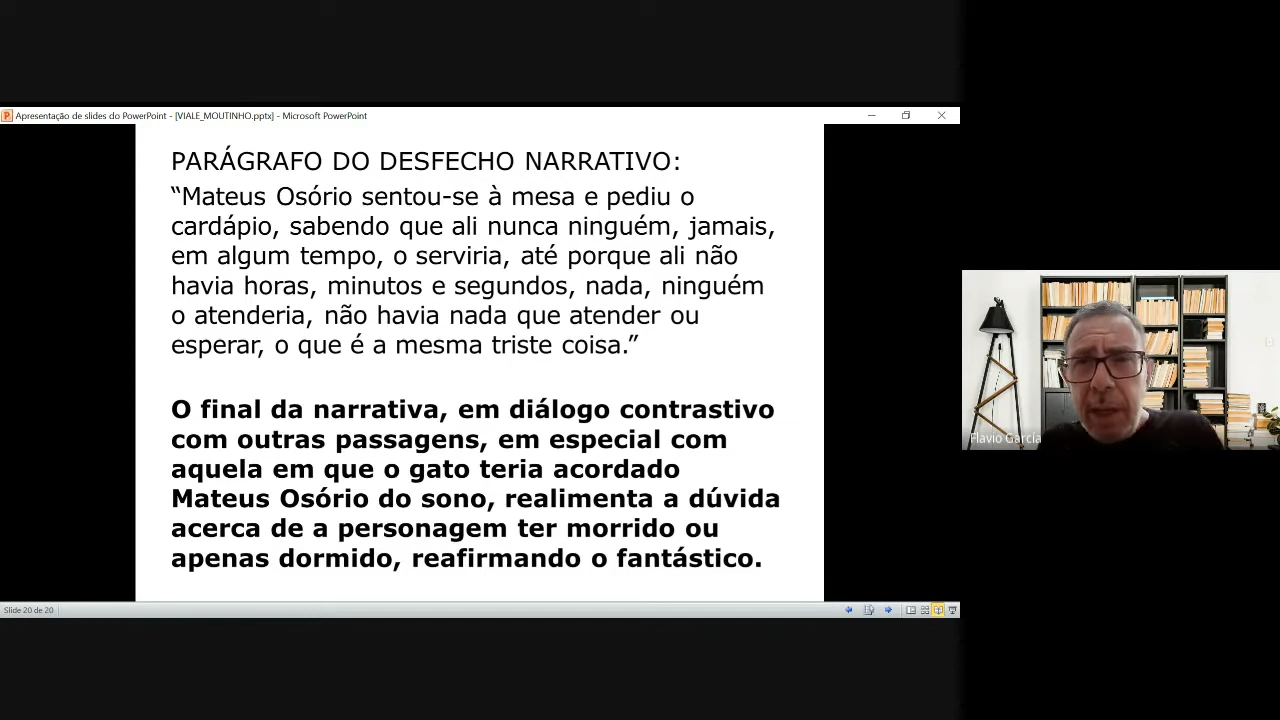 Apresentação de slides do PowerPoint - [VIALE_MOUTINHO.pptx] - Microsoft PowerPoint
PARÁGRAFO DO DESFECHO NARRATIVO:
“Mateus Osório sentou-se à mesa e pediu o
cardápio, sabendo que ali nunca ninguém, jamais,
em algum tempo, o serviria, até porque ali não
havia horas, minutos e segundos, nada, ninguém
o atenderia, não havia nada que atender ou
esperar, o que é a mesma triste coisa.”
O final da narrativa, em diálogo contrastivo
com outras passagens, em especial com
aquela em que o gato teria acordado
Mateus Osório do sono, realimenta a dúvida
acerca de a personagem ter morrido ou
apenas dormido, reafirmando o fantástico.
Slide 20 de 20
Flavio García